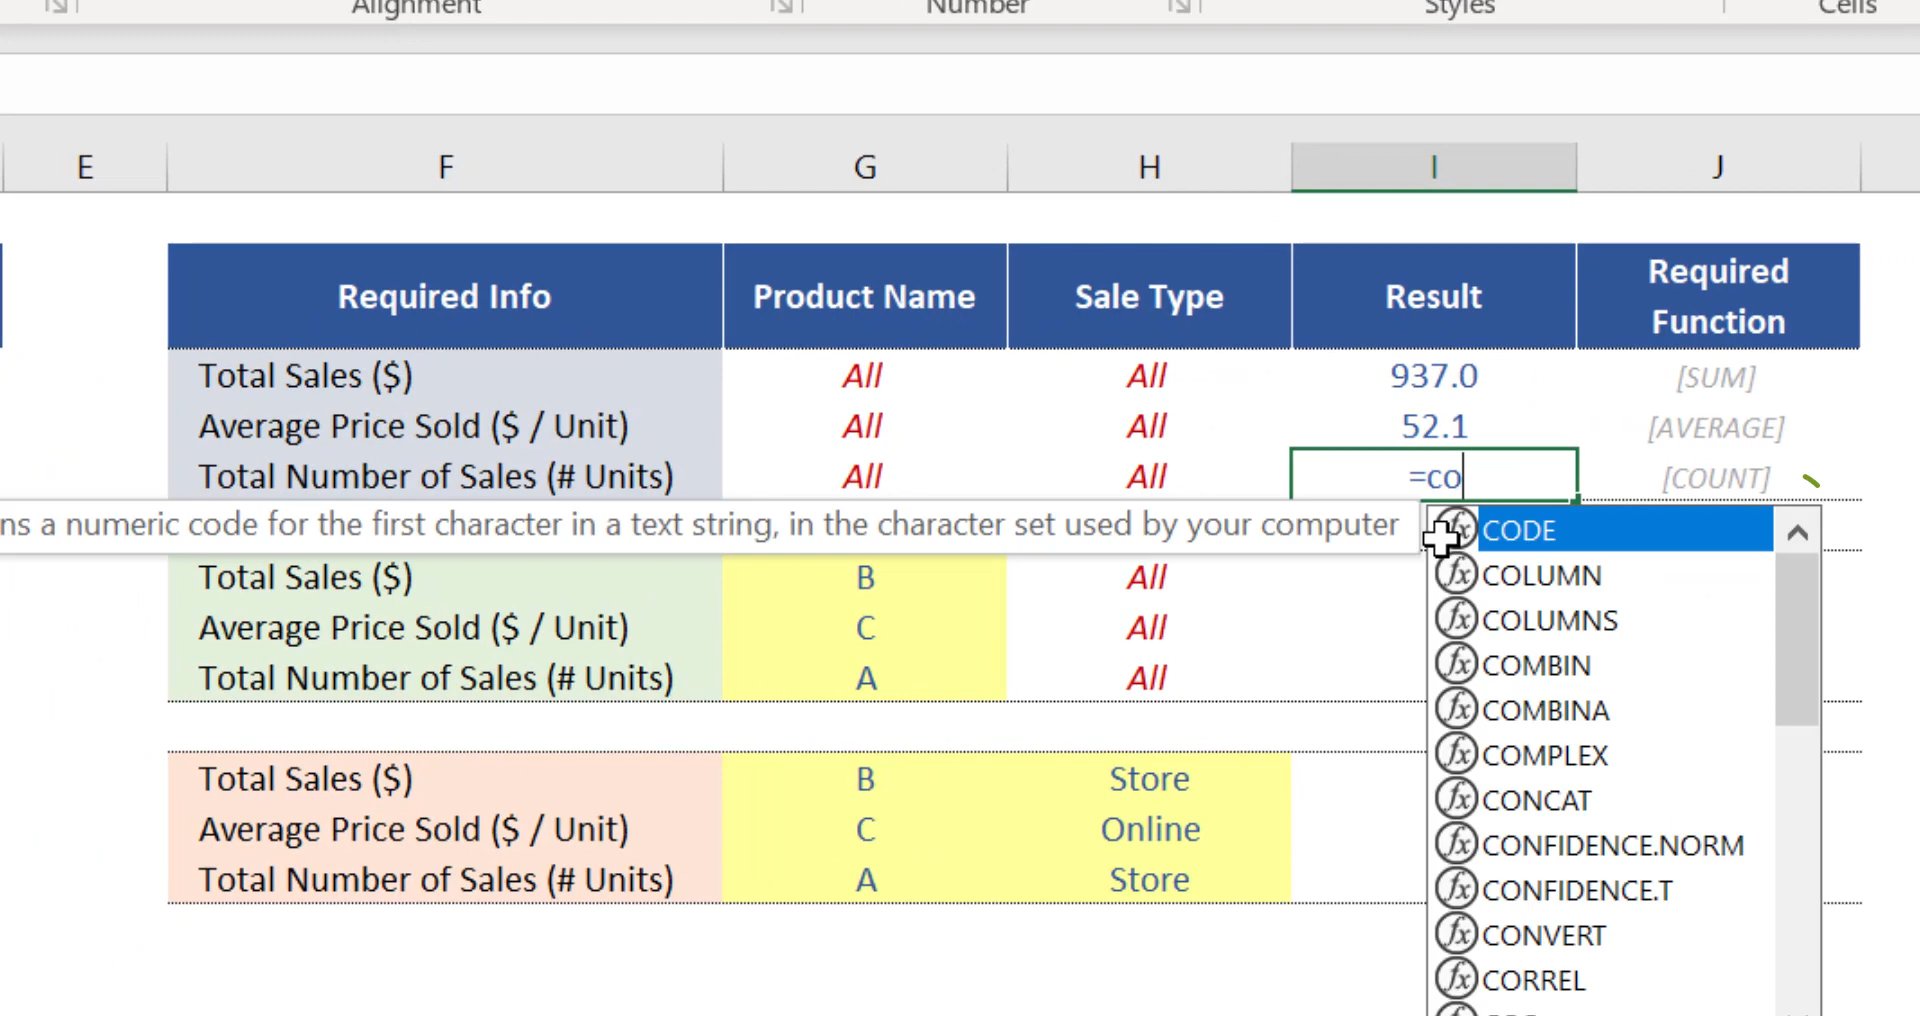 Alignment Number Styles Cells
E F G H I J
Required Info Product Name Sale Type Result Required Function
Total Sales ($) All All 937.0 [SUM]
Average Price Sold ($ / Unit) All All 52.1 [AVERAGE]
Total Number of Sales (# Units) All All =co [COUNT]
ns a numeric code for the first character in a text string, in the character set used by your computer
CODE
COLUMN
Total Sales ($) B All
COLUMNS
Average Price Sold ($ / Unit) C All
COMBIN
Total Number of Sales (# Units) A All
COMBINA
COMPLEX
Total Sales ($) B Store
CONCAT
Average Price Sold ($ / Unit) C Online
CONFIDENCE.NORM
Total Number of Sales (# Units) A Store
CONFIDENCE.T
CONVERT
CORREL